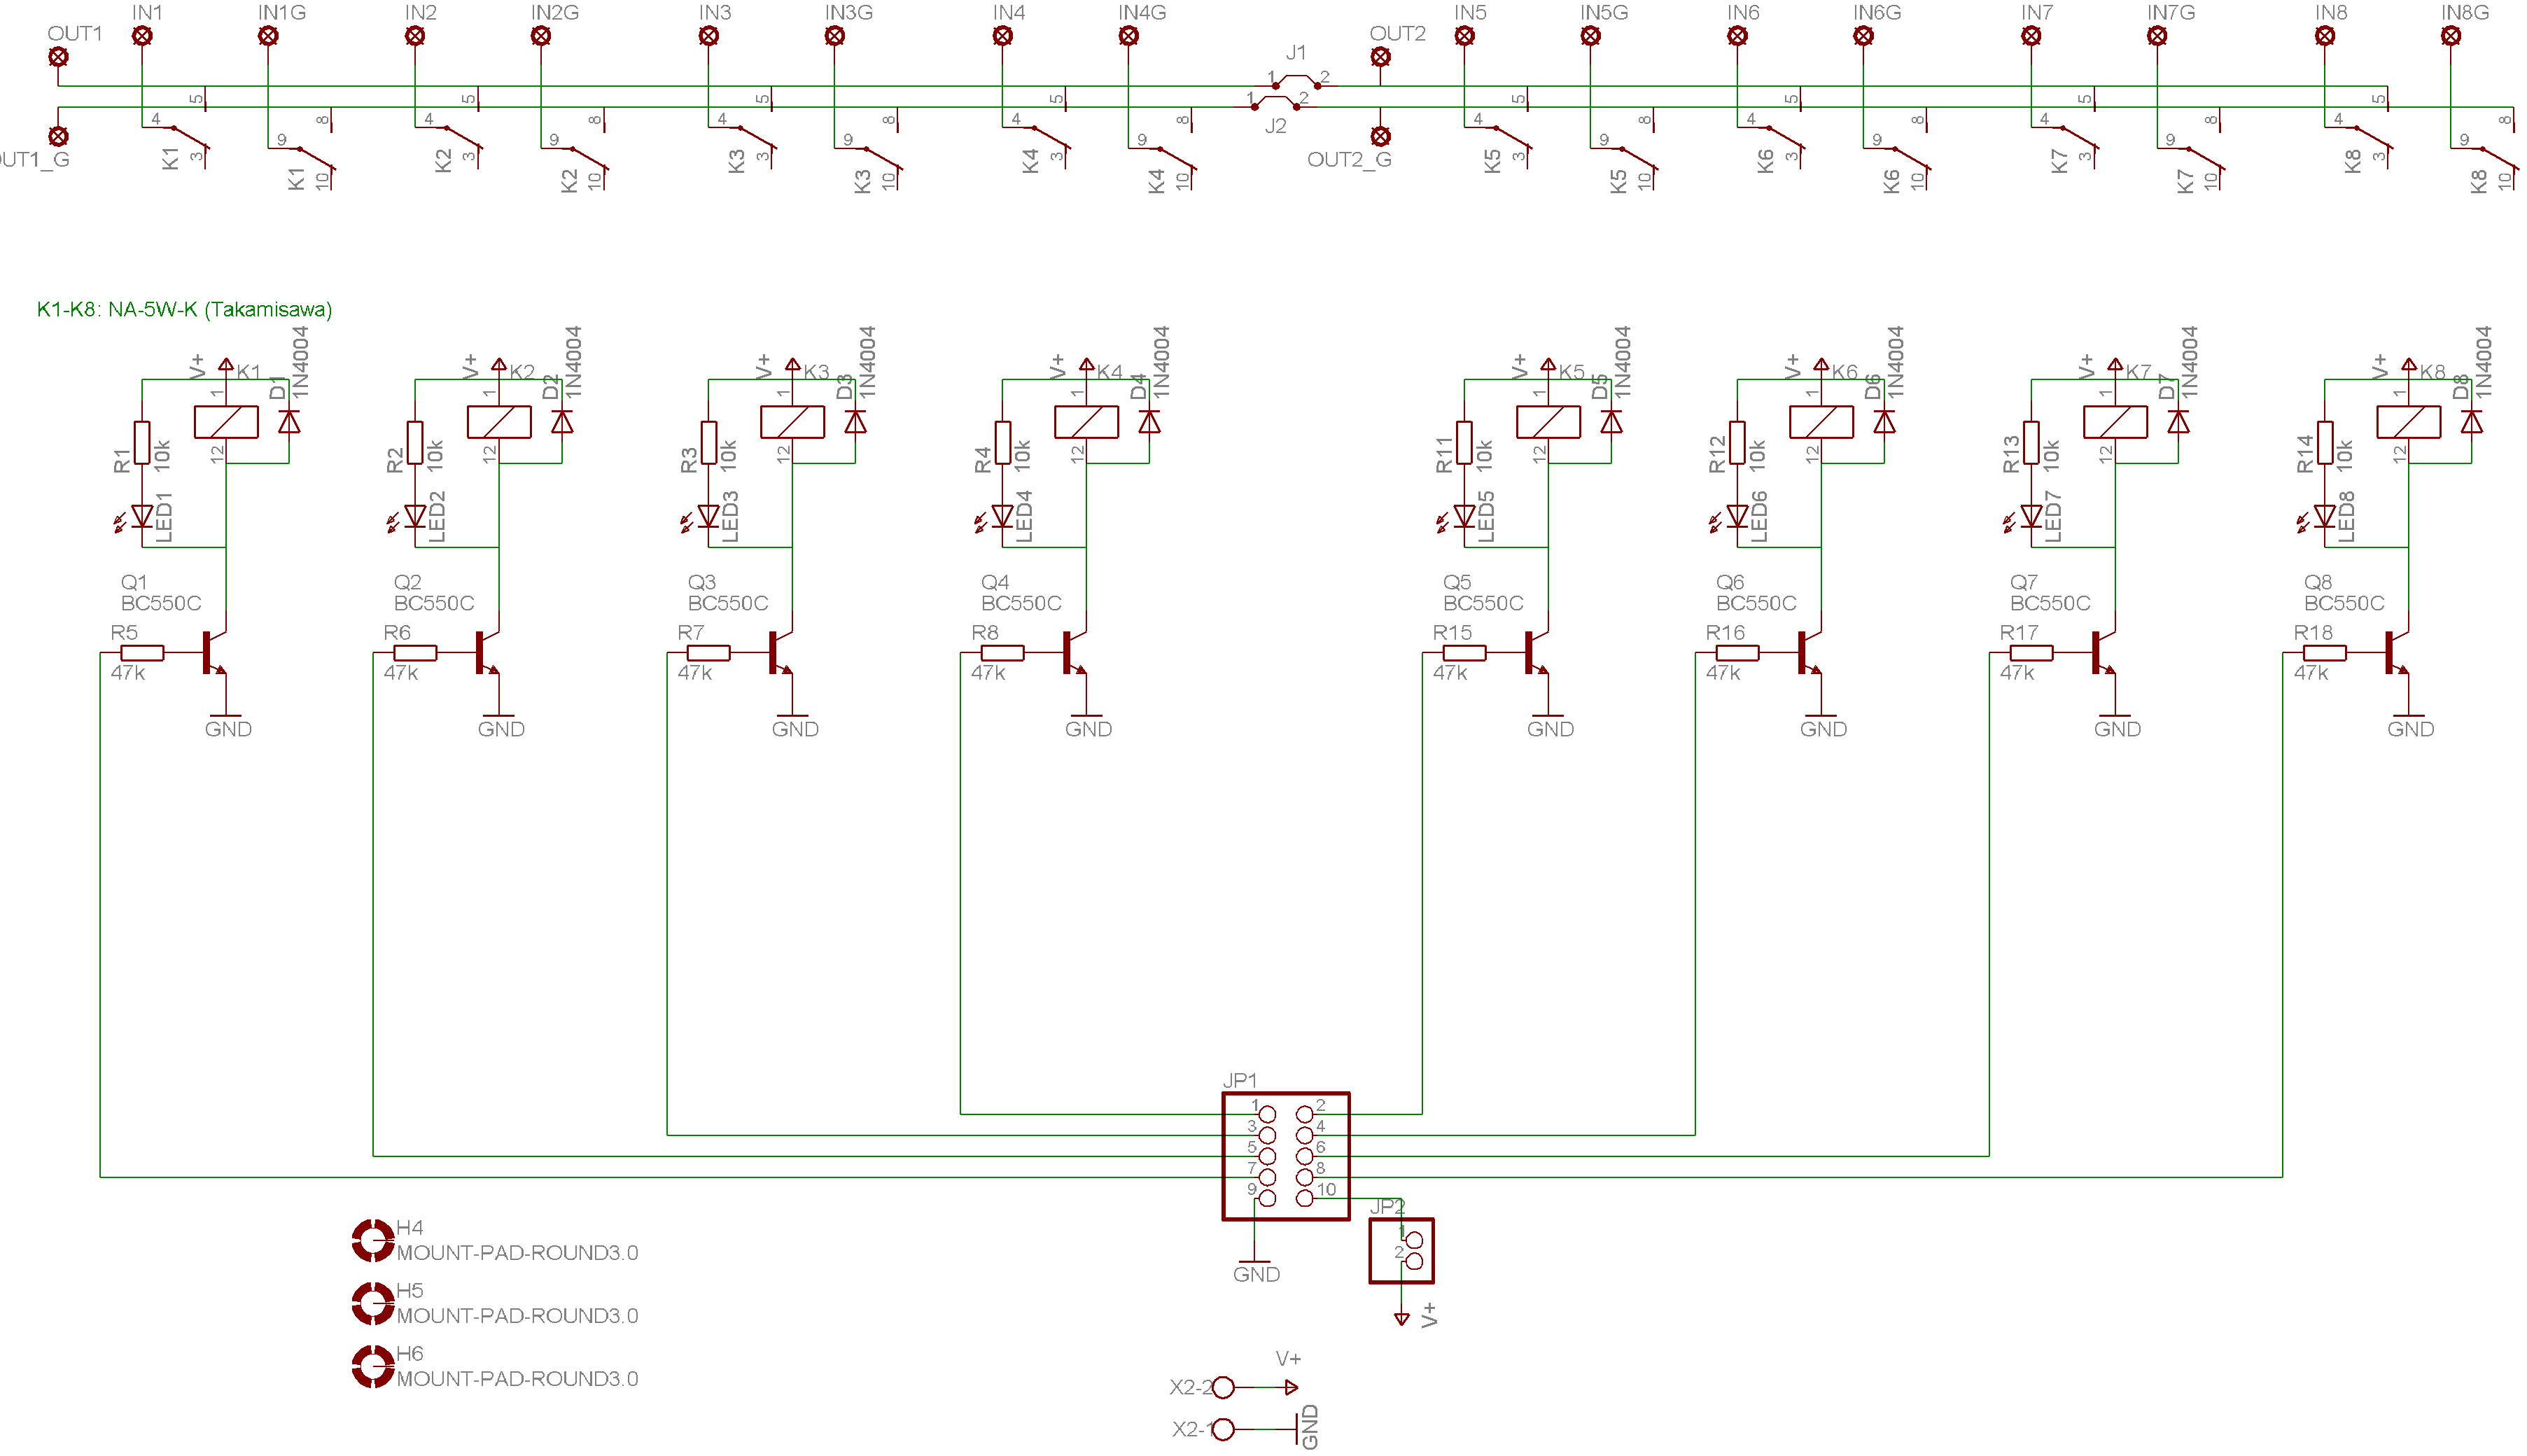 IN1 IN1G IN2 IN2G IN3 IN3G IN4 IN4G IN5 IN5G IN6 IN6G IN7 IN7G IN8 IN8G
OUT1 J1 OUT2
1 2
5 5 5 5 1 2 5 5 5 5
4 8 4 8 4 8 4 8 J2 4 8 4 8 4 8 4 8
9 9 9 9 9 9 9 9
UT1_G OUT2_G
K1 3 K2 3 K3 3 K4 3 K5 3 K6 3 K7 3 K8 3
K1 10 K2 10 K3 10 K4 10 K5 10 K6 10 K7 10 K8 10
K1-K8: NA-5W-K (Takamisawa)
V+ K1 D1 1N4004 V+ K2 D2 1N4004 V+ K3 D3 1N4004 V+ K4 D4 1N4004 V+ K5 D5 1N4004 V+ K6 D6 1N4004 V+ K7 D7 1N4004 V+ K8 D8 1N4004
1 1 1 1 1 1 1 1
R1 10k 12 R2 10k 12 R3 10k 12 R4 10k 12 R11 10k 12 R12 10k 12 R13 10k 12 R14 10k 12
LED1 LED2 LED3 LED4 LED5 LED6 LED7 LED8
Q1 Q2 Q3 Q4 Q5 Q6 Q7 Q8
BC550C BC550C BC550C BC550C BC550C BC550C BC550C BC550C
R5 R6 R7 R8 R15 R16 R17 R18
47k 47k 47k 47k 47k 47k 47k 47k
GND GND GND GND GND GND GND GND
JP1
1 2
3 4
5 6
7 8
9 10
JP2
1
2
GND
V+
H4
MOUNT-PAD-ROUND3.0
H5
MOUNT-PAD-ROUND3.0
H6
MOUNT-PAD-ROUND3.0
V+
X2-2
X2-1 GND